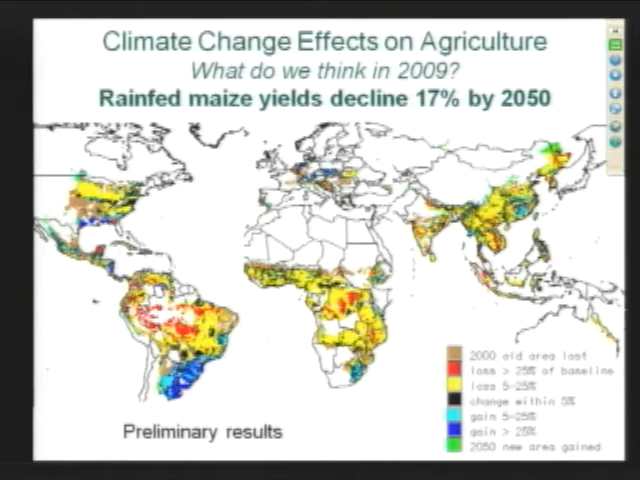 Climate Change Effects on Agriculture
What do we think in 2009?
Rainfed maize yields decline 17% by 2050
2000 old area lost
loss > 25% of baseline
loss 5-25%
change within 5%
gain 5-25%
gain > 25%
2050 new area gained
Preliminary results